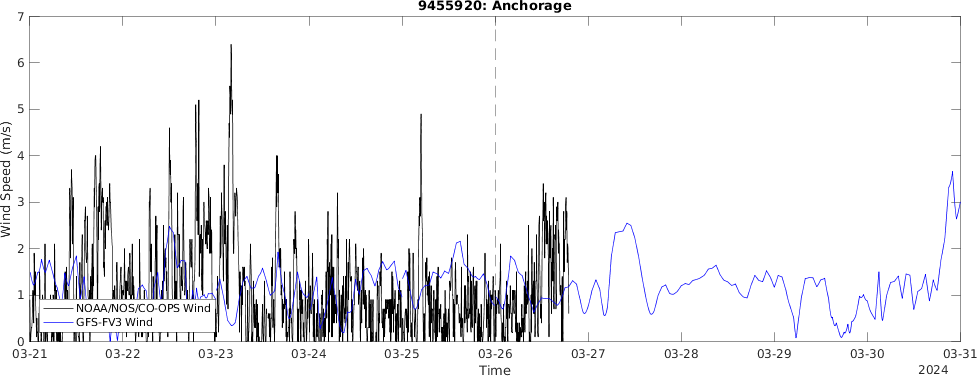 9455920: Anchorage
7
6
5
4
3
2
1
0
Wind Speed (m/s)
NOAA/NOS/CO-OPS Wind
GFS-FV3 Wind
03-21 03-22 03-23 03-24 03-25 03-26 03-27 03-28 03-29 03-30 03-31
Time
2024